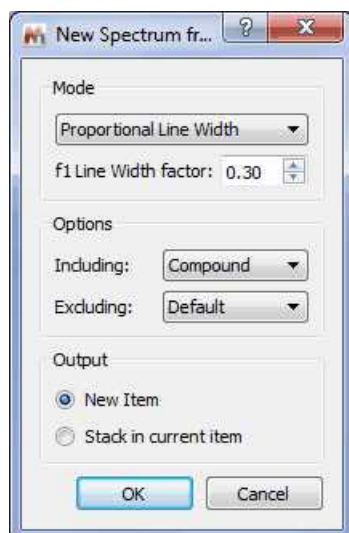 New Spectrum fr...
Mode
Proportional Line Width
f1 Line Width factor: 0.30
Options
Including: Compound
Excluding: Default
Output
New Item
Stack in current item
OK Cancel